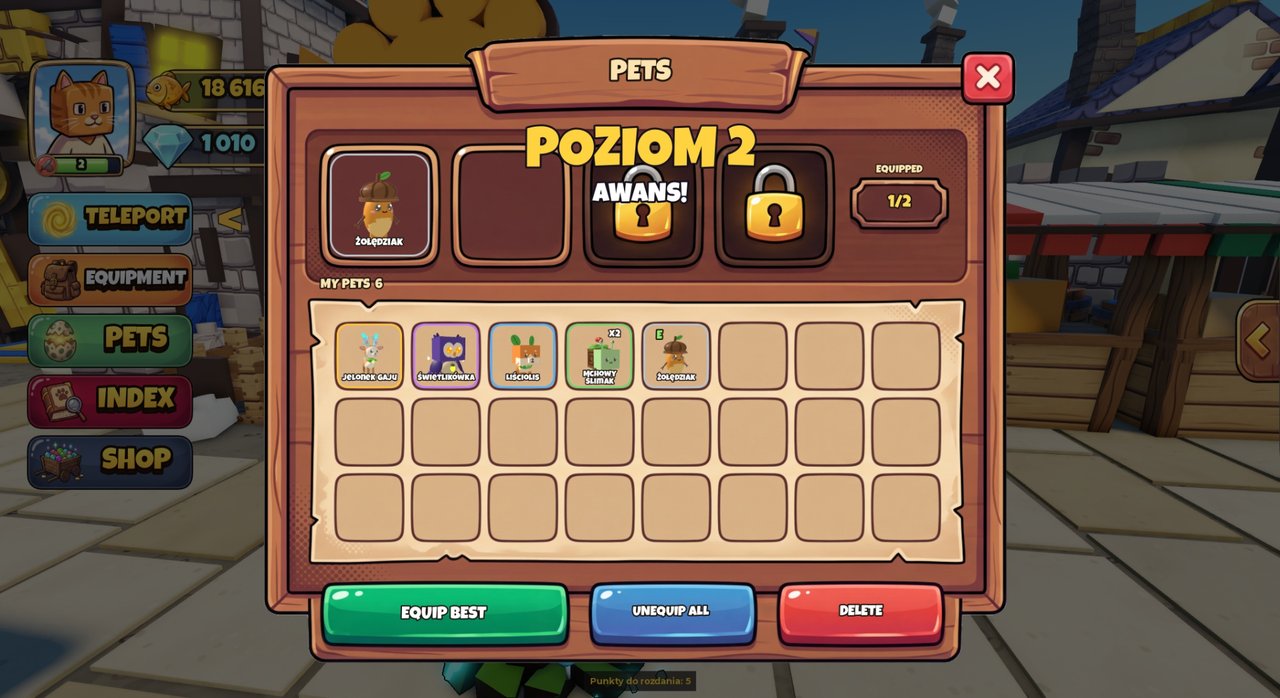 PETS
18 616
1 010
2
POZIOM 2
AWANS!
EQUIPPED
1/2
ŻOŁĘDZIAK
TELEPORT
EQUIPMENT
PETS
INDEX
SHOP
MY PETS 6
JELONEK GAJU
ŚWIETLIKÓWKA
LIŚCIOLIS
X2
MCHOWY
ŚLIMAK
E
ŻOŁĘDZIAK
EQUIP BEST
UNEQUIP ALL
DELETE
Punkty do rozdania: 5